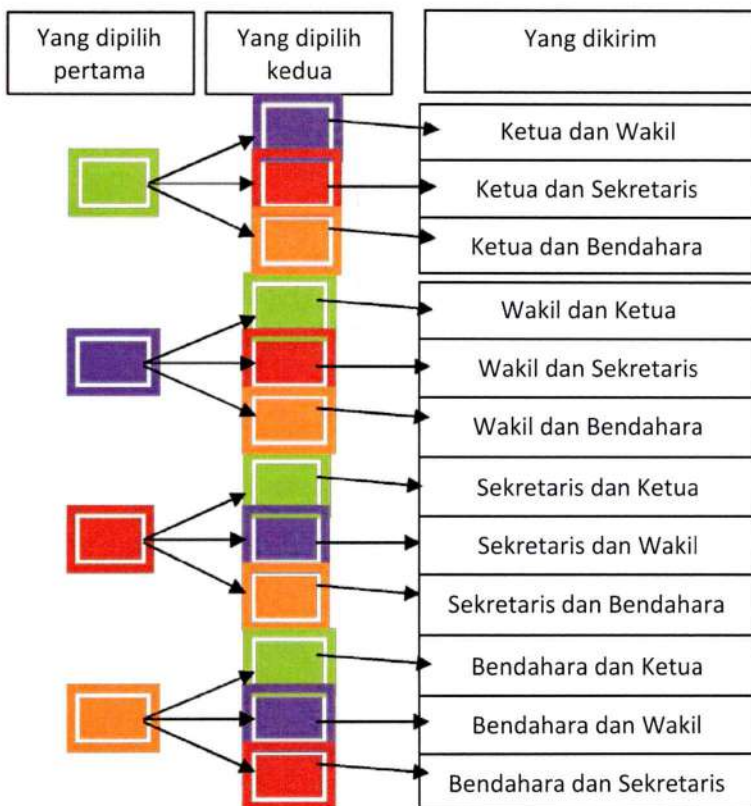 Yang dipilih
pertama
Yang dipilih
kedua
Yang dikirim
Ketua dan Wakil
Ketua dan Sekretaris
Ketua dan Bendahara
Wakil dan Ketua
Wakil dan Sekretaris
Wakil dan Bendahara
Sekretaris dan Ketua
Sekretaris dan Wakil
Sekretaris dan Bendahara
Bendahara dan Ketua
Bendahara dan Wakil
Bendahara dan Sekretaris